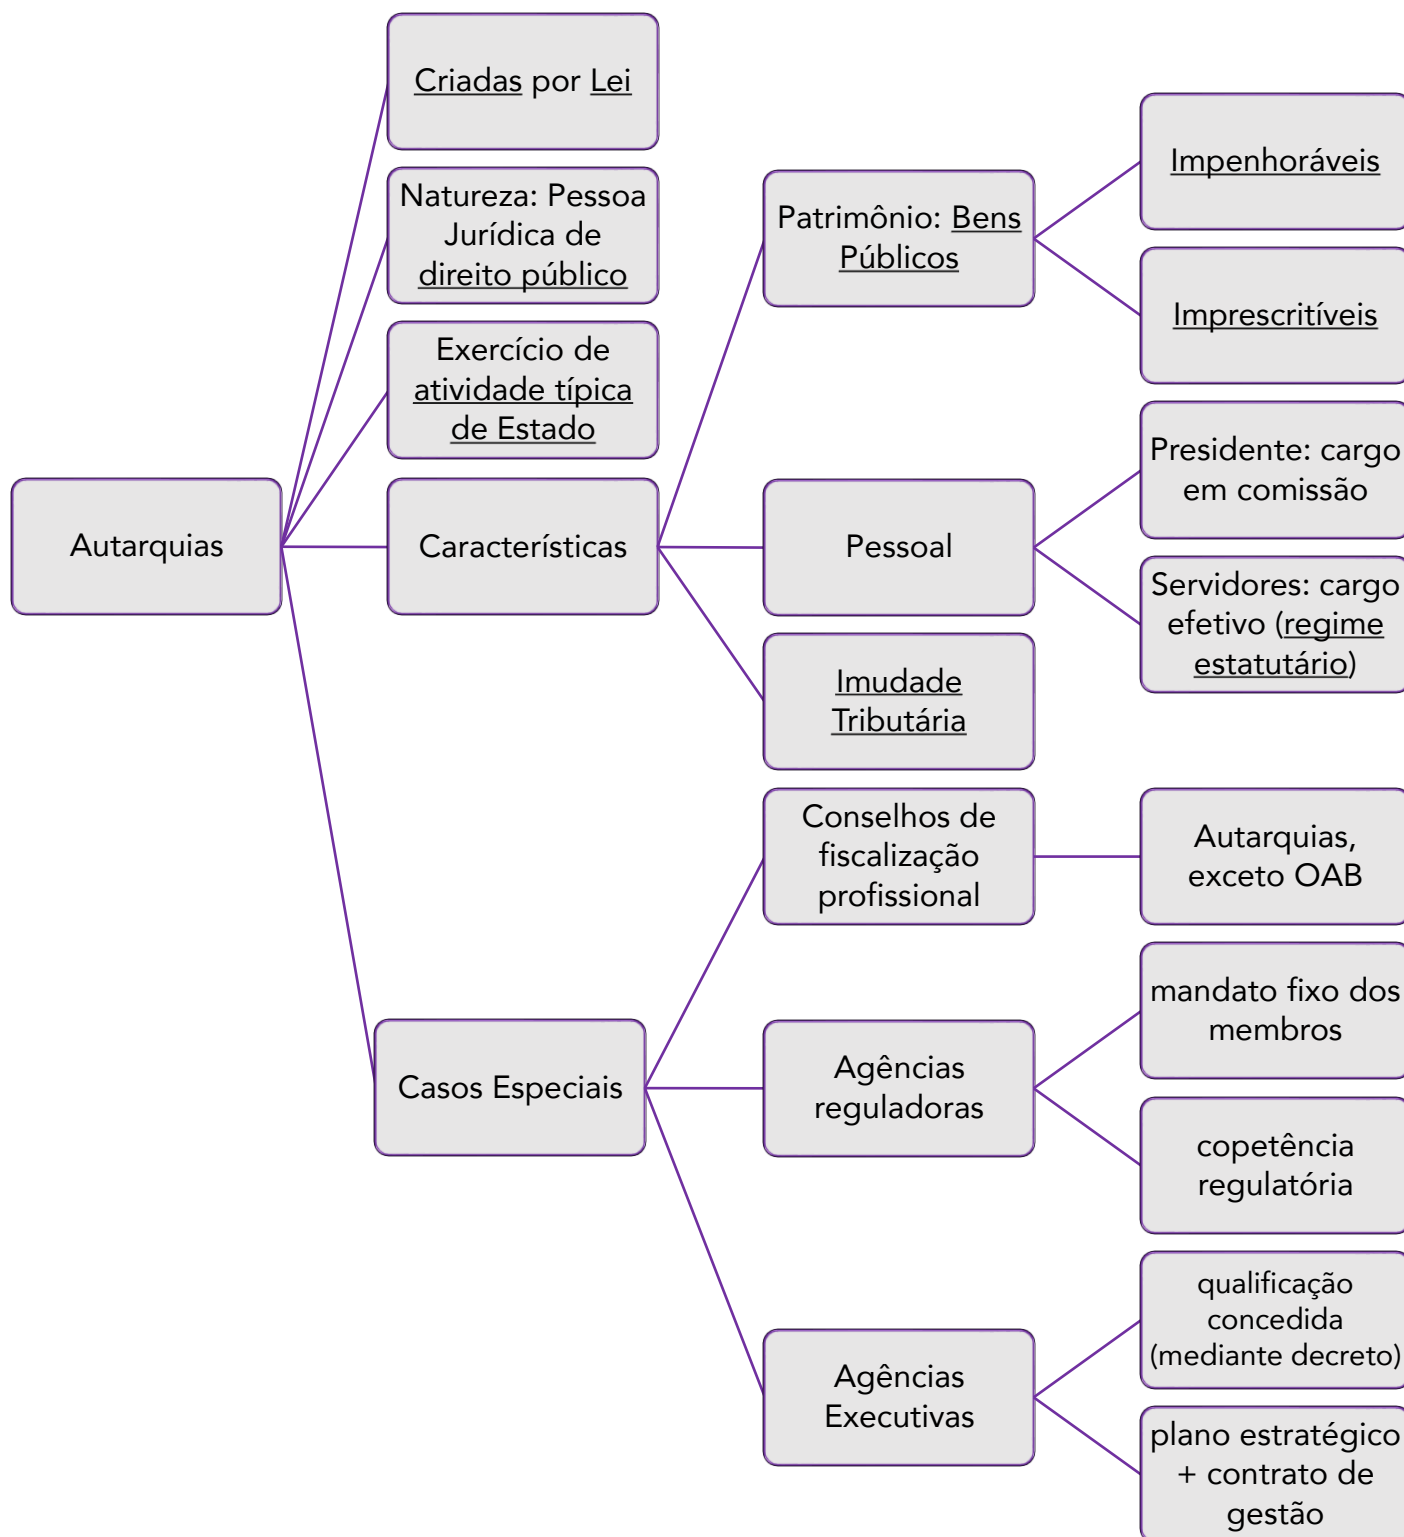 Autarquias
Criadas por Lei
Natureza: Pessoa
Jurídica de
direito público
Exercício de
atividade típica
de Estado
Características
Patrimônio: Bens
Públicos
Impenhoráveis
Imprescritíveis
Pessoal
Presidente: cargo
em comissão
Servidores: cargo
efetivo (regime
estatutário)
Imudade
Tributária
Casos Especiais
Conselhos de
fiscalização
profissional
Autarquias,
exceto OAB
Agências
reguladoras
mandato fixo dos
membros
copetência
regulatória
Agências
Executivas
qualificação
concedida
(mediante decreto)
plano estratégico
+ contrato de
gestão